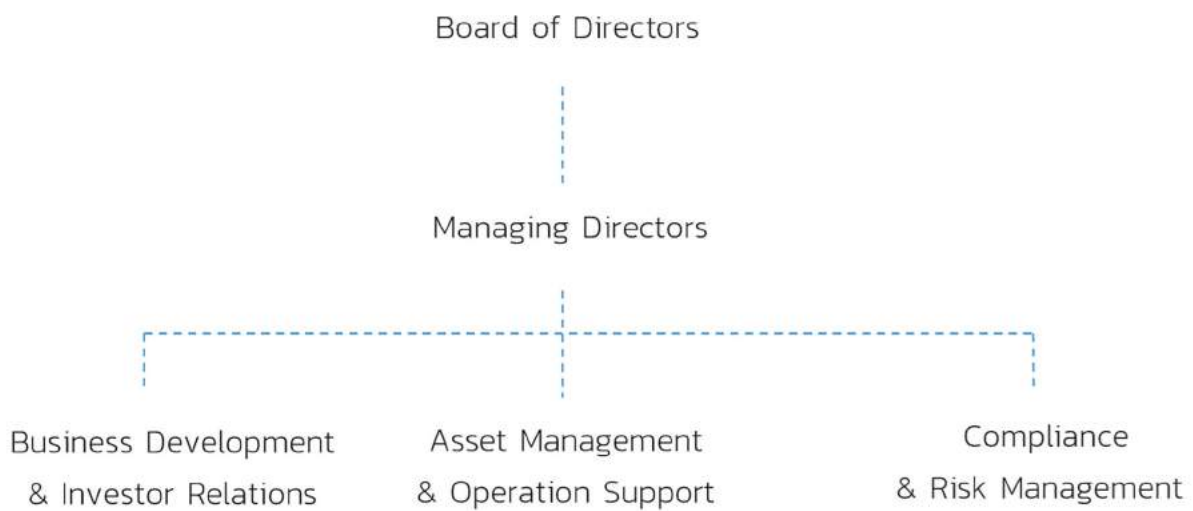 Board of Directors
Managing Directors
Business Development
& Investor Relations
Asset Management
& Operation Support
Compliance
& Risk Management